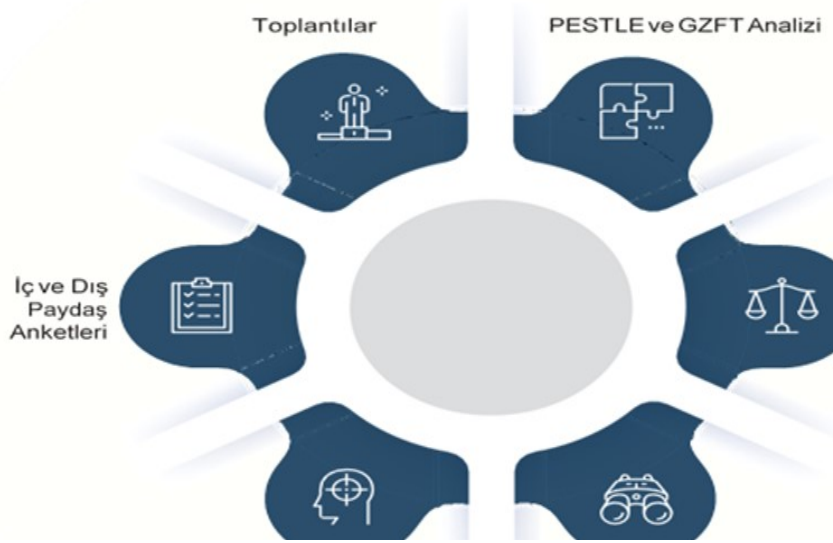 Toplantılar
PESTLE ve GZFT Analizi
İç ve Dış
Paydaş
Anketleri